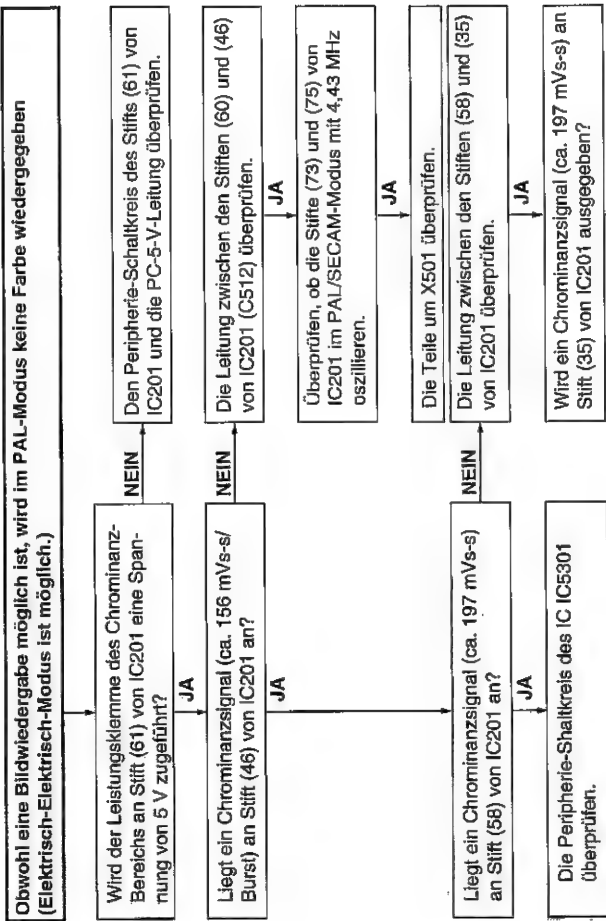 Obwohl eine Bildwiedergabe möglich ist, wird im PAL-Modus keine Farbe wiedergegeben
(Elektrisch-Elektrisch-Modus ist möglich.)
Wird der Leistungsklemme des Chrominanz-
Bereichs an Stift (61) von IC201 eine Span-
nung von 5 V zugeführt?
NEIN
Den Peripherie-Schaltkreis des Stifts (61) von
IC201 und die PC-5-V-Leitung überprüfen.
JA
Liegt ein Chrominanzsignal (ca. 156 mVs-s/
Burst) an Stift (46) von IC201 an?
NEIN
Die Leitung zwischen den Stiften (60) und (46)
von IC201 (C512) überprüfen.
JA
JA
Überprüfen, ob die Stifte (73) und (75) von
IC201 im PAL/SECAM-Modus mit 4,43 MHz
oszillieren.
JA
Die Teile um X501 überprüfen.
Liegt ein Chrominanzsignal (ca. 197 mVs-s)
an Stift (58) von IC201 an?
NEIN
Die Leitung zwischen den Stiften (58) und (35)
von IC201 überprüfen.
JA
JA
Die Peripherie-Shaltkreis des IC IC5301
überprüfen.
Wird ein Chrominanzsignal (ca. 197 mVs-s) an
Stift (35) von IC201 ausgegeben?